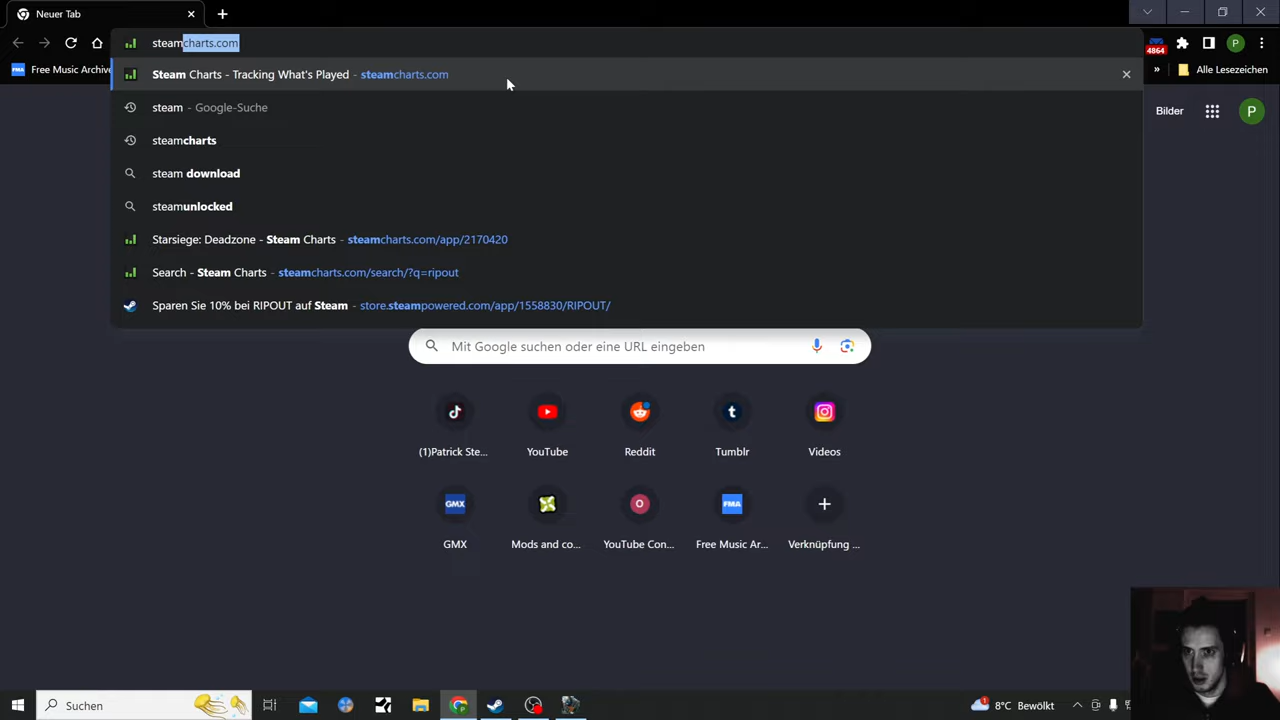 Neuer Tab
steamcharts.com
4864
P
Free Music Archive
»
Alle Lesezeichen
Steam Charts - Tracking What's Played - steamcharts.com
steam - Google-Suche
steamcharts
steam download
steamunlocked
Starsiege: Deadzone - Steam Charts - steamcharts.com/app/2170420
Search - Steam Charts - steamcharts.com/search/?q=ripout
Sparen Sie 10% bei RIPOUT auf Steam - store.steampowered.com/app/1558830/RIPOUT/
Bilder
P
Mit Google suchen oder eine URL eingeben
(1)Patrick Ste...
YouTube
Reddit
Tumblr
Videos
GMX
FMA
GMX
Mods and co...
YouTube Con...
Free Music Ar...
Verknüpfung ...
Suchen
8°C Bewölkt